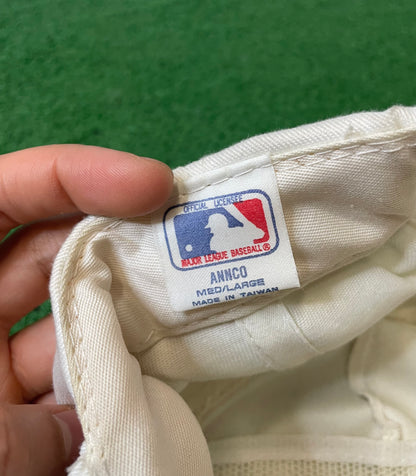 OFFICIAL LICENSEE
MAJOR LEAGUE BASEBALL®
ANNCO
MED/LARGE
MADE IN TAIWAN